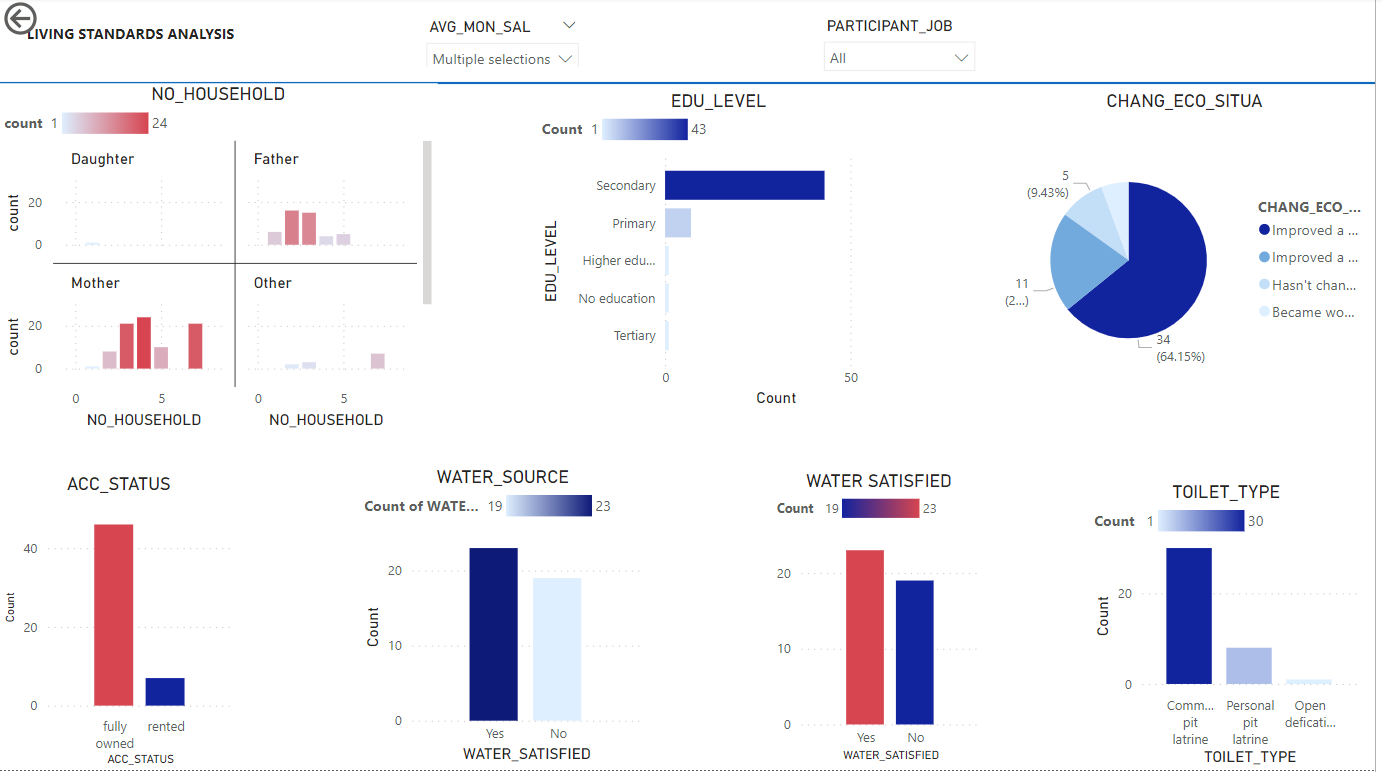 LIVING STANDARDS ANALYSIS
AVG_MON_SAL
Multiple selections
PARTICIPANT_JOB
All
NO_HOUSEHOLD
count 1 24
Daughter
Father
count
20
0
Mother
Other
count
20
0
0 5
0 5
NO_HOUSEHOLD
NO_HOUSEHOLD
EDU_LEVEL
Count 1 43
EDU_LEVEL
Secondary
Primary
Higher edu...
No education
Tertiary
0 50
Count
CHANG_ECO_SITUA
5
(9.43%)
11
(2...)
34
(64.15%)
CHANG_ECO_...
Improved a ...
Improved a ...
Hasn't chan...
Became wo...
ACC_STATUS
Count
40
20
0
fully
owned
rented
ACC_STATUS
WATER_SOURCE
Count of WATE... 19 23
Count
20
10
0
Yes No
WATER_SATISFIED
WATER SATISFIED
Count 19 23
Count
20
10
0
Yes No
WATER_SATISFIED
TOILET_TYPE
Count 1 30
Count
20
0
Comm...
pit
latrine
Personal
pit
latrine
Open
deficati...
TOILET_TYPE